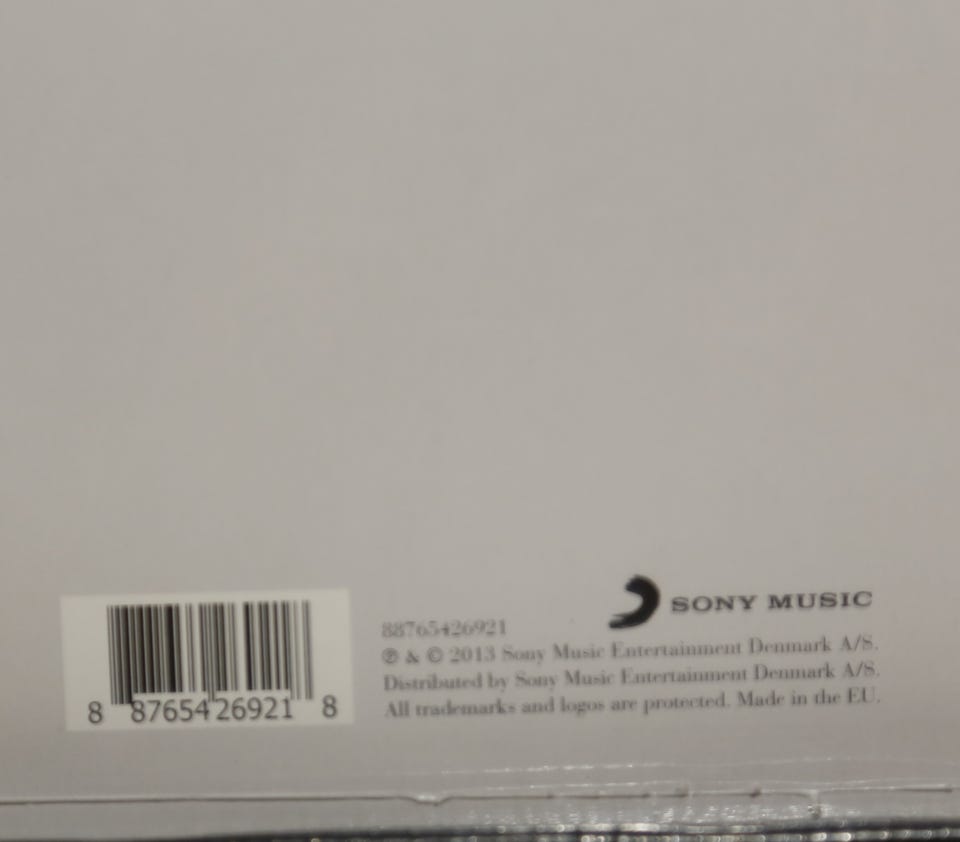 SONY MUSIC
88765426921
℗ & © 2013 Sony Music Entertainment Denmark A/S.
Distributed by Sony Music Entertainment Denmark A/S.
All trademarks and logos are protected. Made in the EU.
8 87654 26921 8